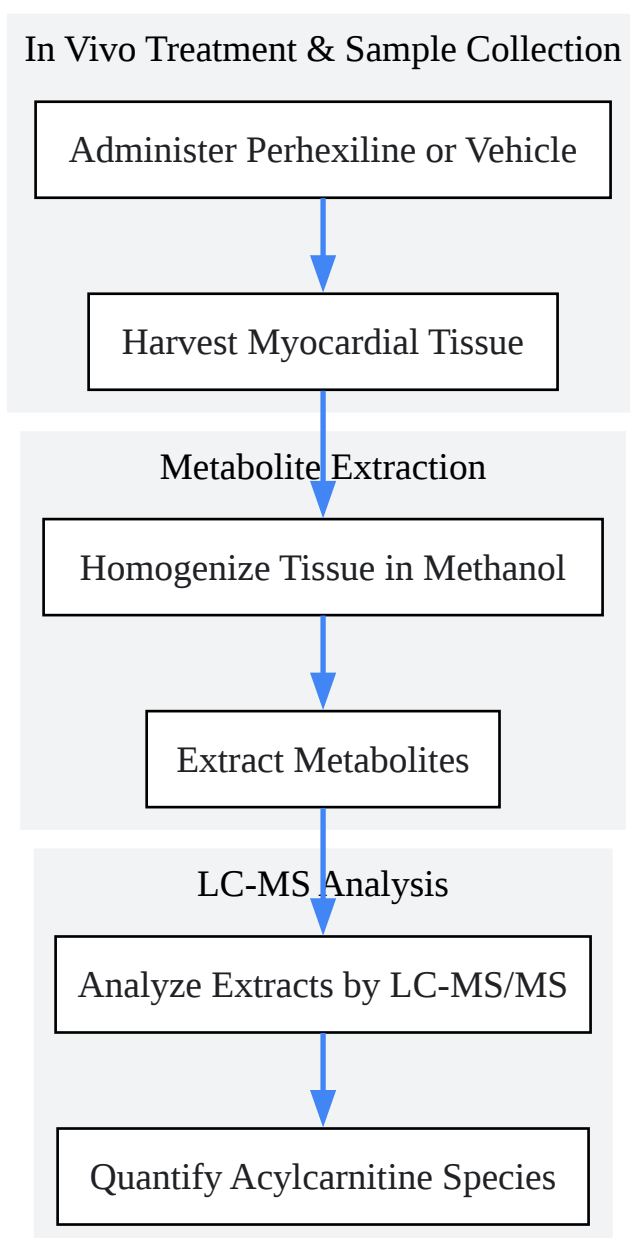 In Vivo Treatment & Sample Collection
Administer Perhexiline or Vehicle
Harvest Myocardial Tissue
Metabolite Extraction
Homogenize Tissue in Methanol
Extract Metabolites
LC-MS Analysis
Analyze Extracts by LC-MS/MS
Quantify Acylcarnitine Species